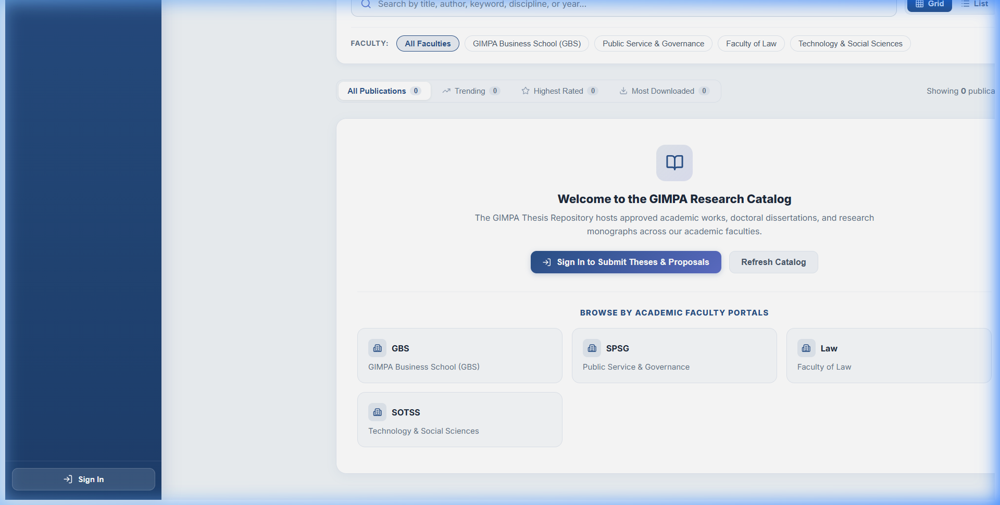 Search by title, author, keyword, discipline, or year...
Grid
List
FACULTY:
All Faculties
GIMPA Business School (GBS)
Public Service & Governance
Faculty of Law
Technology & Social Sciences
All Publications 0
Trending 0
Highest Rated 0
Most Downloaded 0
Showing 0 publica
Welcome to the GIMPA Research Catalog
The GIMPA Thesis Repository hosts approved academic works, doctoral dissertations, and research
monographs across our academic faculties.
Sign In to Submit Theses & Proposals
Refresh Catalog
BROWSE BY ACADEMIC FACULTY PORTALS
GBS
GIMPA Business School (GBS)
SPSG
Public Service & Governance
Law
Faculty of Law
SOTSS
Technology & Social Sciences
Sign In